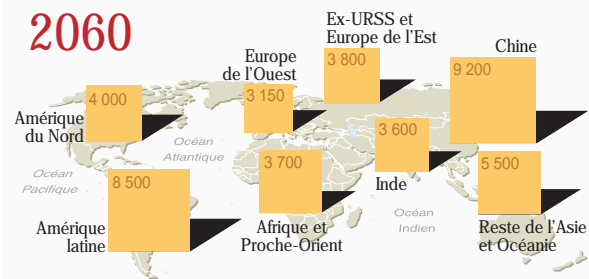 2060
Ex-URSS et
Europe de l'Est
3 800
Chine
9 200
Europe
de l'Ouest
3 150
4 000
Amérique
du Nord
Océan
Atlantique
3 600
Inde
3 700
Afrique et
Proche-Orient
5 500
Reste de l'Asie
et Océanie
Océan
Pacifique
8 500
Amérique
latine
Océan
Indien